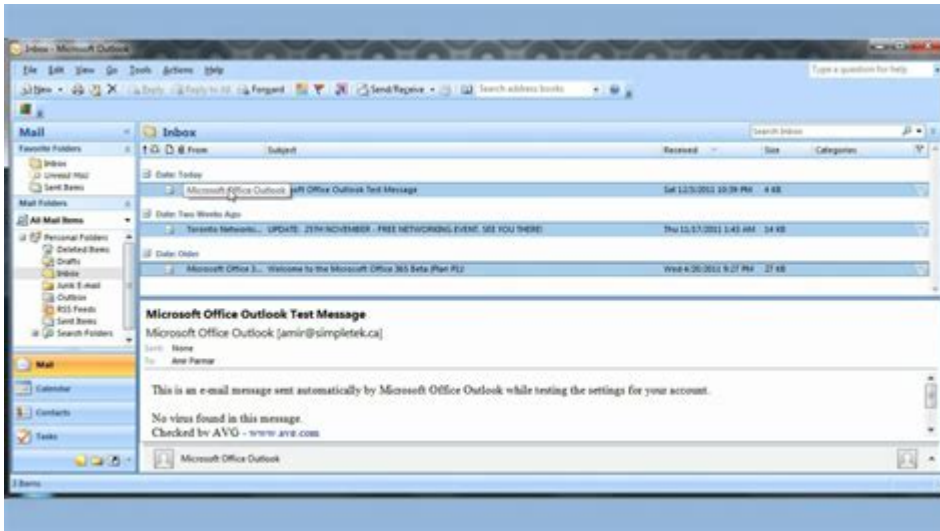 Inbox - Microsoft Outlook
File Edit View Go Tools Actions Help
Type a question for help
New Reply Reply to All Forward Send/Receive Search address books
Mail
Inbox
Search Inbox
Favorite Folders
From Subject Received Size Categories
Inbox
Unread Mail
Sent Items
Date: Today
Microsoft Office Outlook
soft Office Outlook Test Message Sat 12/3/2011 10:39 PM 4 KB
Mail Folders
All Mail Items
Date: Two Weeks Ago
Toronto Networki... UPDATE: 25TH NOVEMBER - FREE NETWORKING EVENT. SEE YOU THERE! Thu 11/17/2011 1:43 AM 14 KB
Personal Folders
Deleted Items
Drafts
Inbox
Junk E-mail
Outbox
RSS Feeds
Sent Items
Search Folders
Date: Older
Microsoft Office 3... Welcome to the Microsoft Office 365 Beta (Plan P1)! Wed 4/20/2011 9:27 PM 27 KB
Microsoft Office Outlook Test Message
Microsoft Office Outlook [amir@simpletek.ca]
Sent: None
To: Amir Parmar
Mail
Calendar
Contacts
Tasks
This is an e-mail message sent automatically by Microsoft Office Outlook while testing the settings for your account.
No virus found in this message.
Checked by AVG - www.avg.com
Microsoft Office Outlook
3 Items